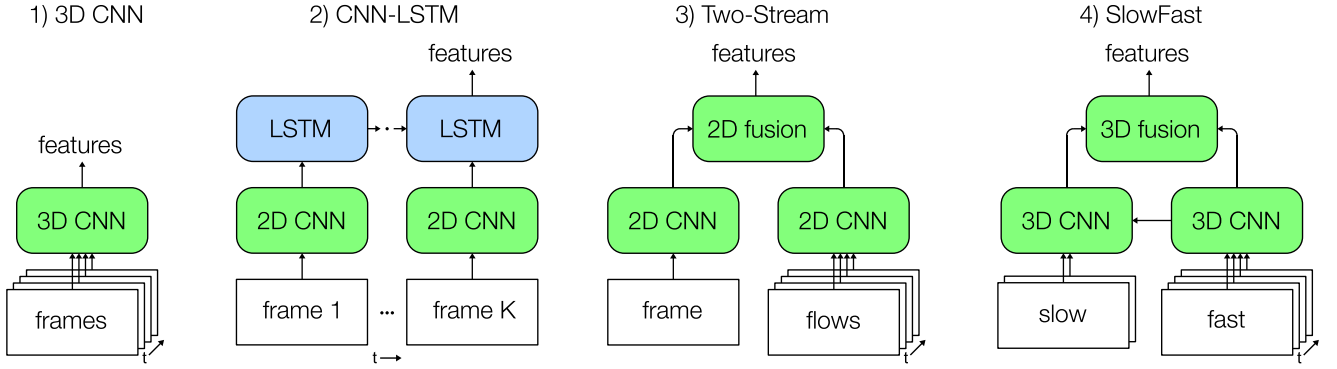 1) 3D CNN
features
3D CNN
frames
t
2) CNN-LSTM
features
LSTM
LSTM
2D CNN
2D CNN
frame 1
...
frame K
t
3) Two-Stream
features
2D fusion
2D CNN
2D CNN
frame
flows
t
4) SlowFast
features
3D fusion
3D CNN
3D CNN
slow
fast
t